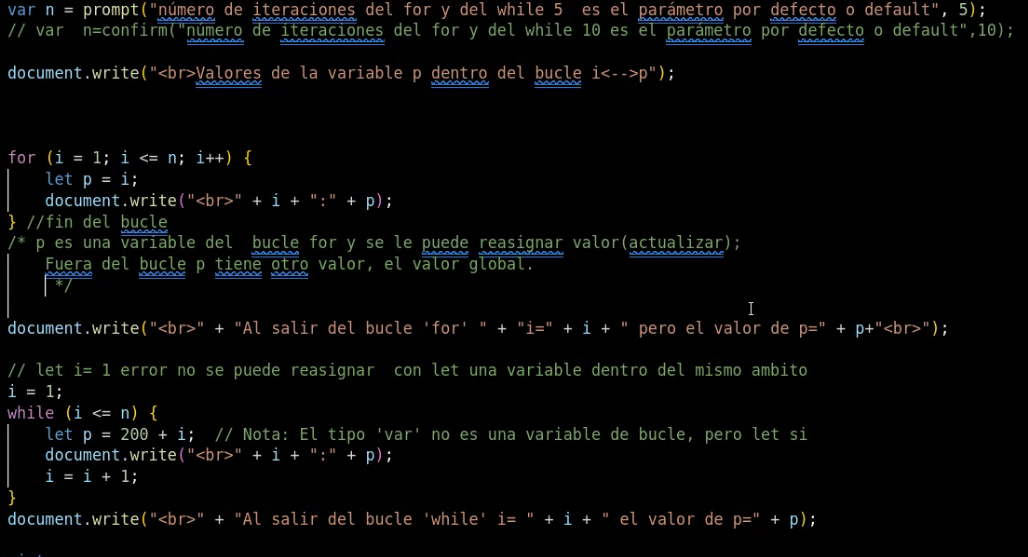 var n = prompt("número de iteraciones del for y del while 5  es el parámetro por defecto o default", 5);
// var  n=confirm("número de iteraciones del for y del while 10 es el parámetro por defecto o default",10);
document.write("<br>Valores de la variable p dentro del bucle i<-->p");
for (i = 1; i <= n; i++) {
    let p = i;
    document.write("<br>" + i + ":" + p);
} //fin del bucle
/* p es una variable del  bucle for y se le puede reasignar valor(actualizar);
    Fuera del bucle p tiene otro valor, el valor global.
     */
document.write("<br>" + "Al salir del bucle 'for' " + "i=" + i + " pero el valor de p=" + p+"<br>");
// let i= 1 error no se puede reasignar  con let una variable dentro del mismo ambito
i = 1;
while (i <= n) {
    let p = 200 + i;  // Nota: El tipo 'var' no es una variable de bucle, pero let si
    document.write("<br>" + i + ":" + p);
    i = i + 1;
}
document.write("<br>" + "Al salir del bucle 'while' i= " + i + " el valor de p=" + p);